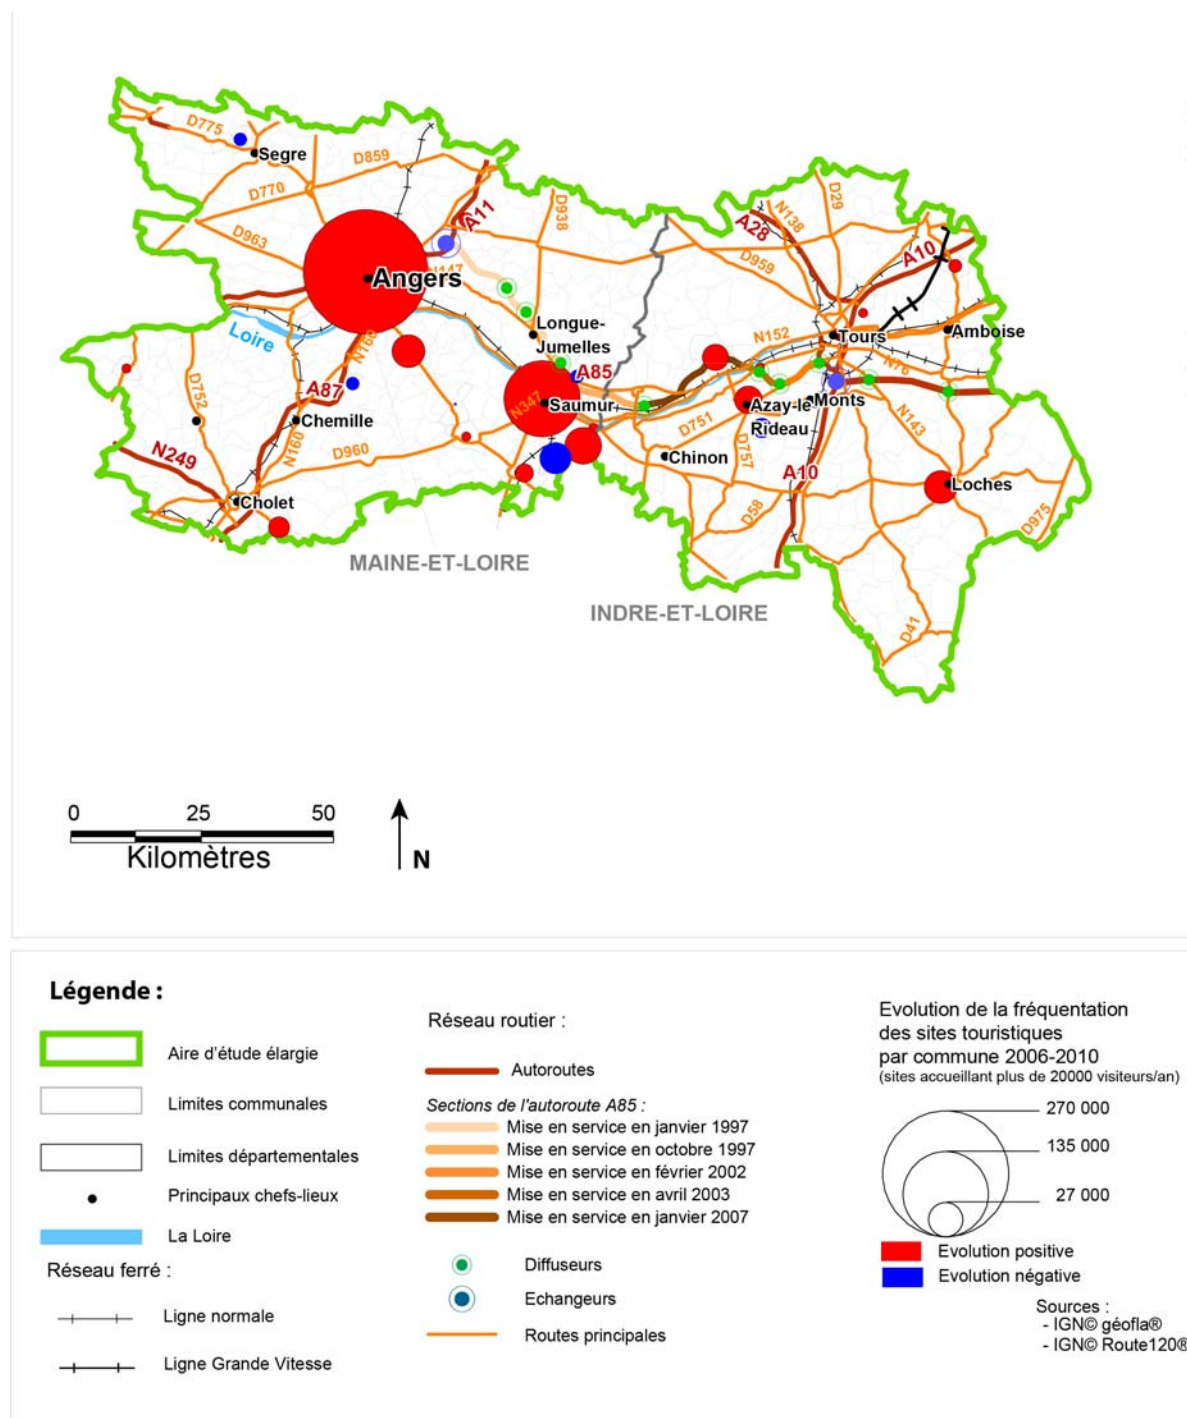 D775
Segre
D859
D770
D963
A11
D938
N147
Angers
Loire
N160
Longue-
Jumelles
A87
D752
Chemille
N160
N249
D960
Cholet
N347
Saumur
A85
D29
N138
A28
D959
A10
N152
Tours
Amboise
N76
Azay-le
Rideau
Monts
D751
D757
Chinon
N143
A10
Loches
D58
D975
D41
MAINE-ET-LOIRE
INDRE-ET-LOIRE
0 25 50
Kilomètres
N
Légende :
Aire d'étude élargie
Limites communales
Limites départementales
Principaux chefs-lieux
La Loire
Réseau ferré :
Ligne normale
Ligne Grande Vitesse
Réseau routier :
Autoroutes
Sections de l'autoroute A85 :
Mise en service en janvier 1997
Mise en service en octobre 1997
Mise en service en février 2002
Mise en service en avril 2003
Mise en service en janvier 2007
Diffuseurs
Echangeurs
Routes principales
Evolution de la fréquentation
des sites touristiques
par commune 2006-2010
(sites accueillant plus de 20000 visiteurs/an)
270 000
135 000
27 000
Evolution positive
Evolution négative
Sources :
- IGN© géofla®
- IGN© Route120®